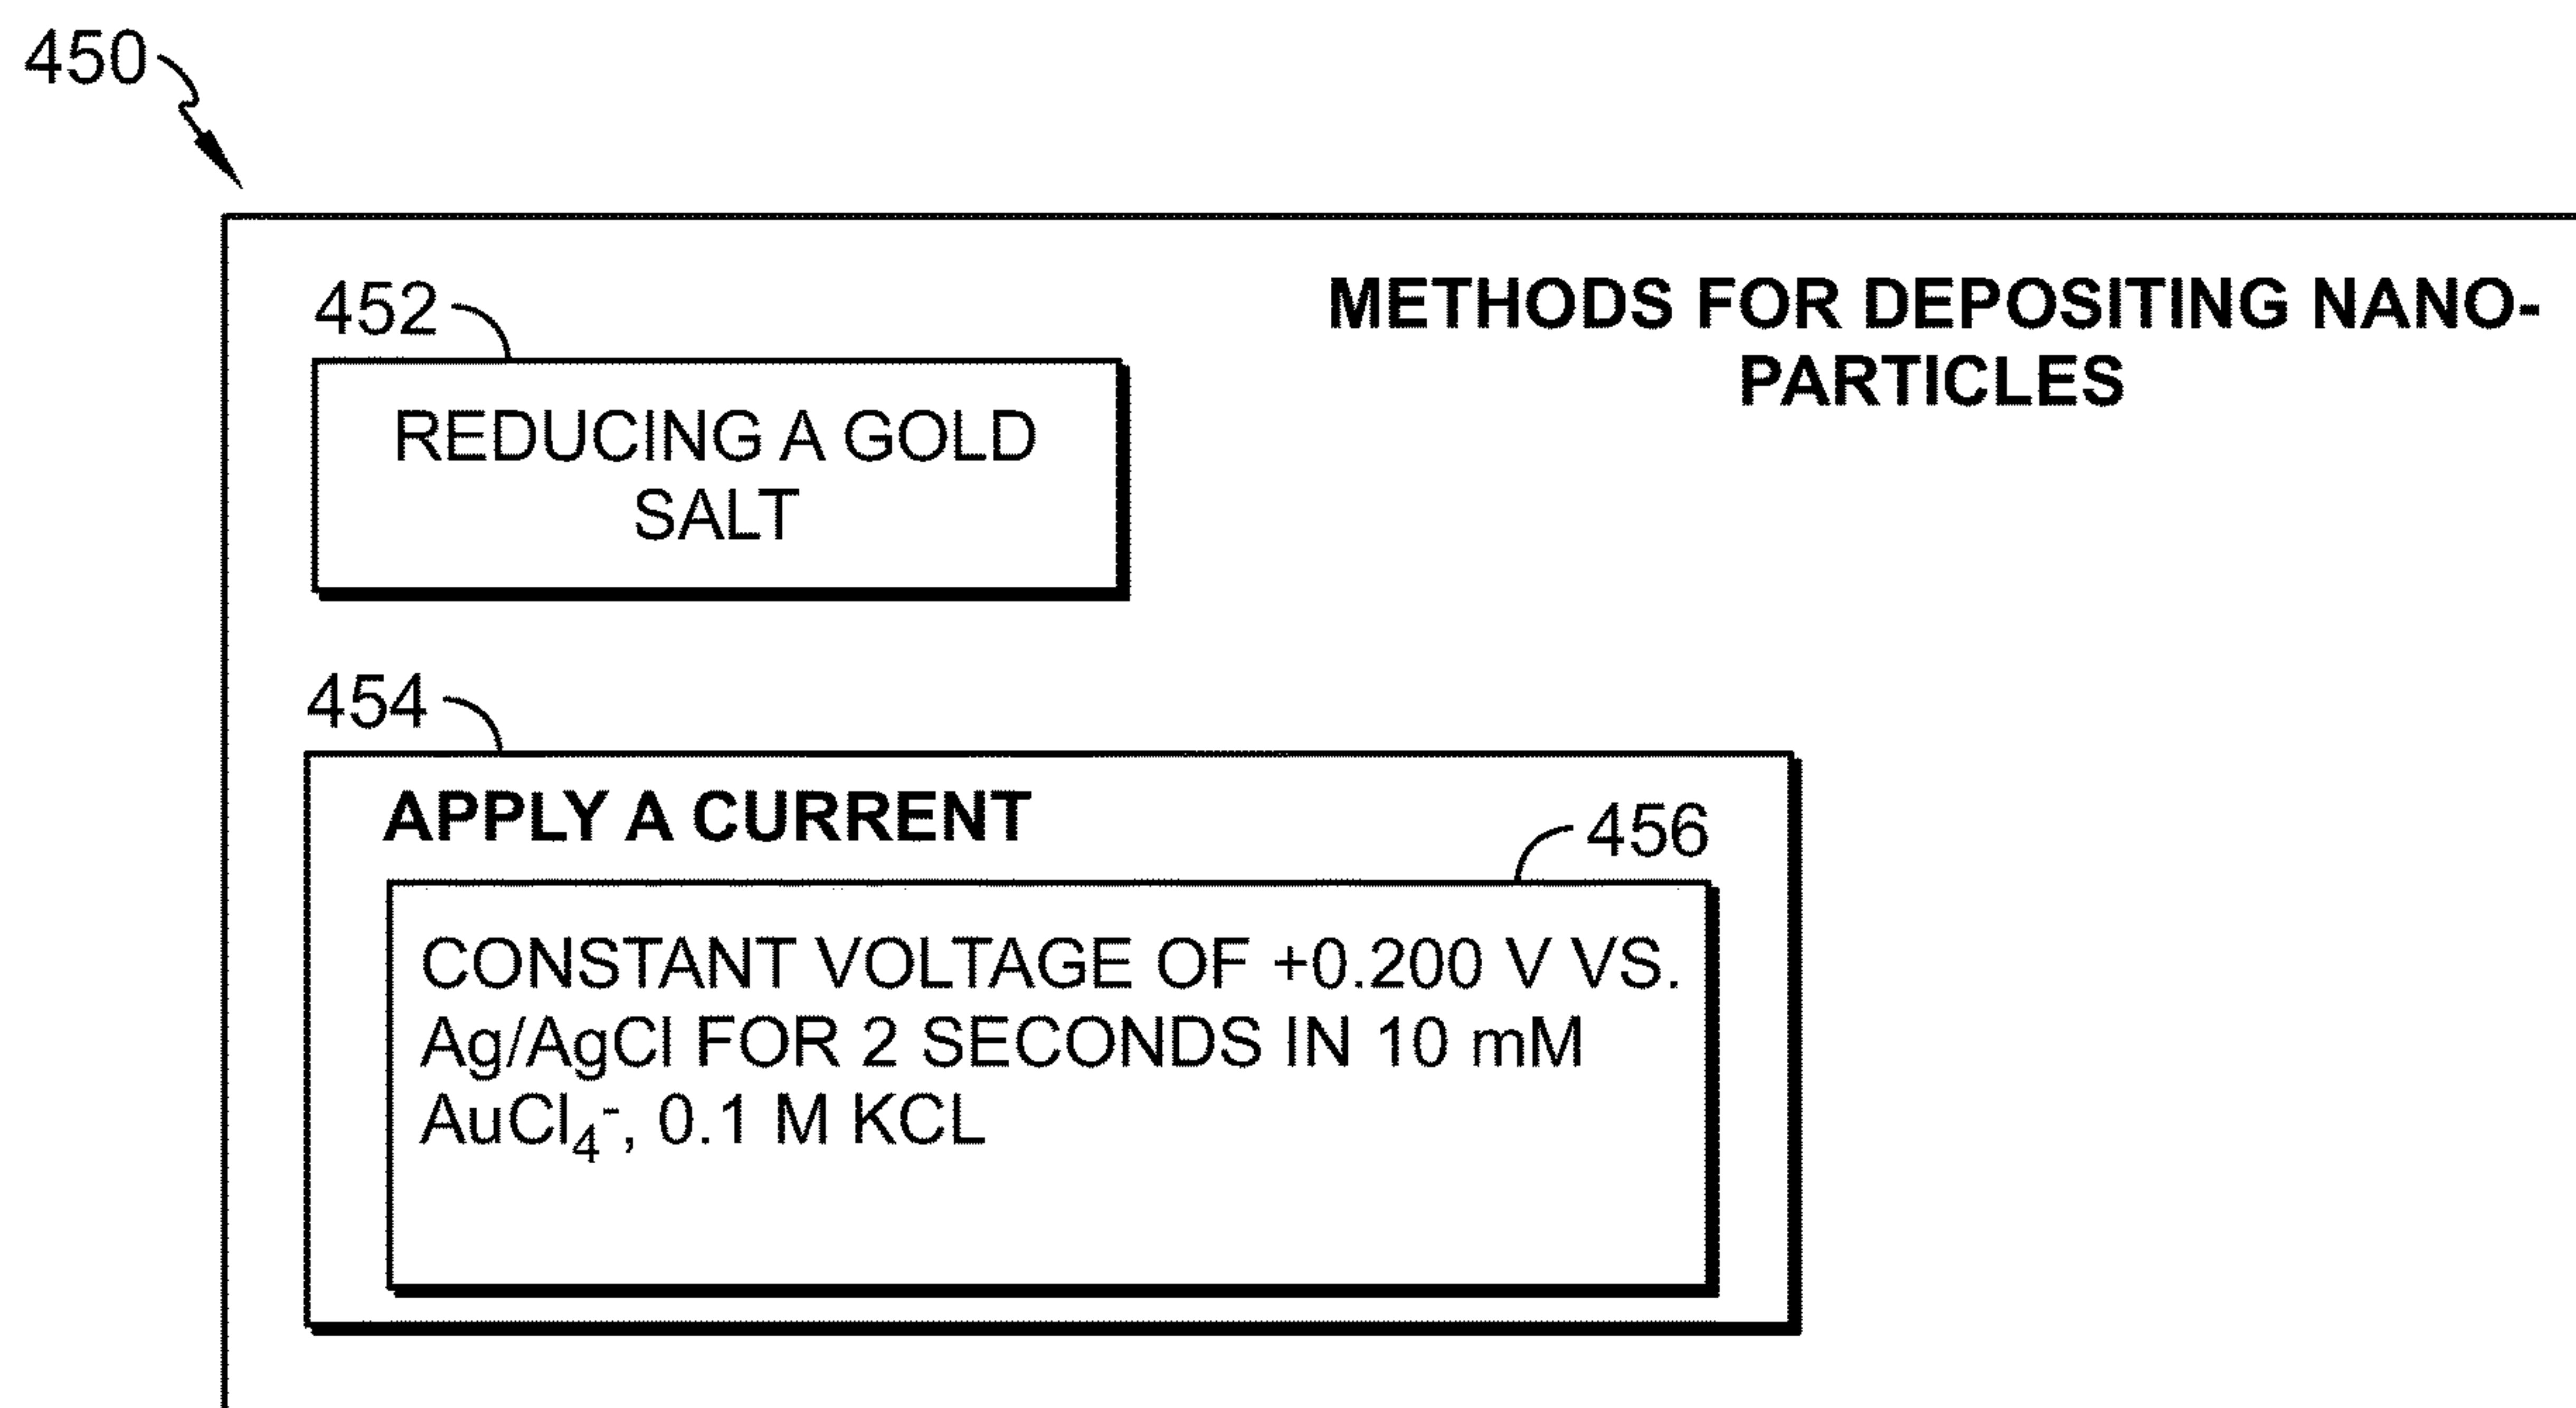 450
452
METHODS FOR DEPOSITING NANO-
PARTICLES
REDUCING A GOLD
SALT
454
APPLY A CURRENT
456
CONSTANT VOLTAGE OF +0.200 V VS.
Ag/AgCl FOR 2 SECONDS IN 10 mM
AuCl₄⁻, 0.1 M KCL